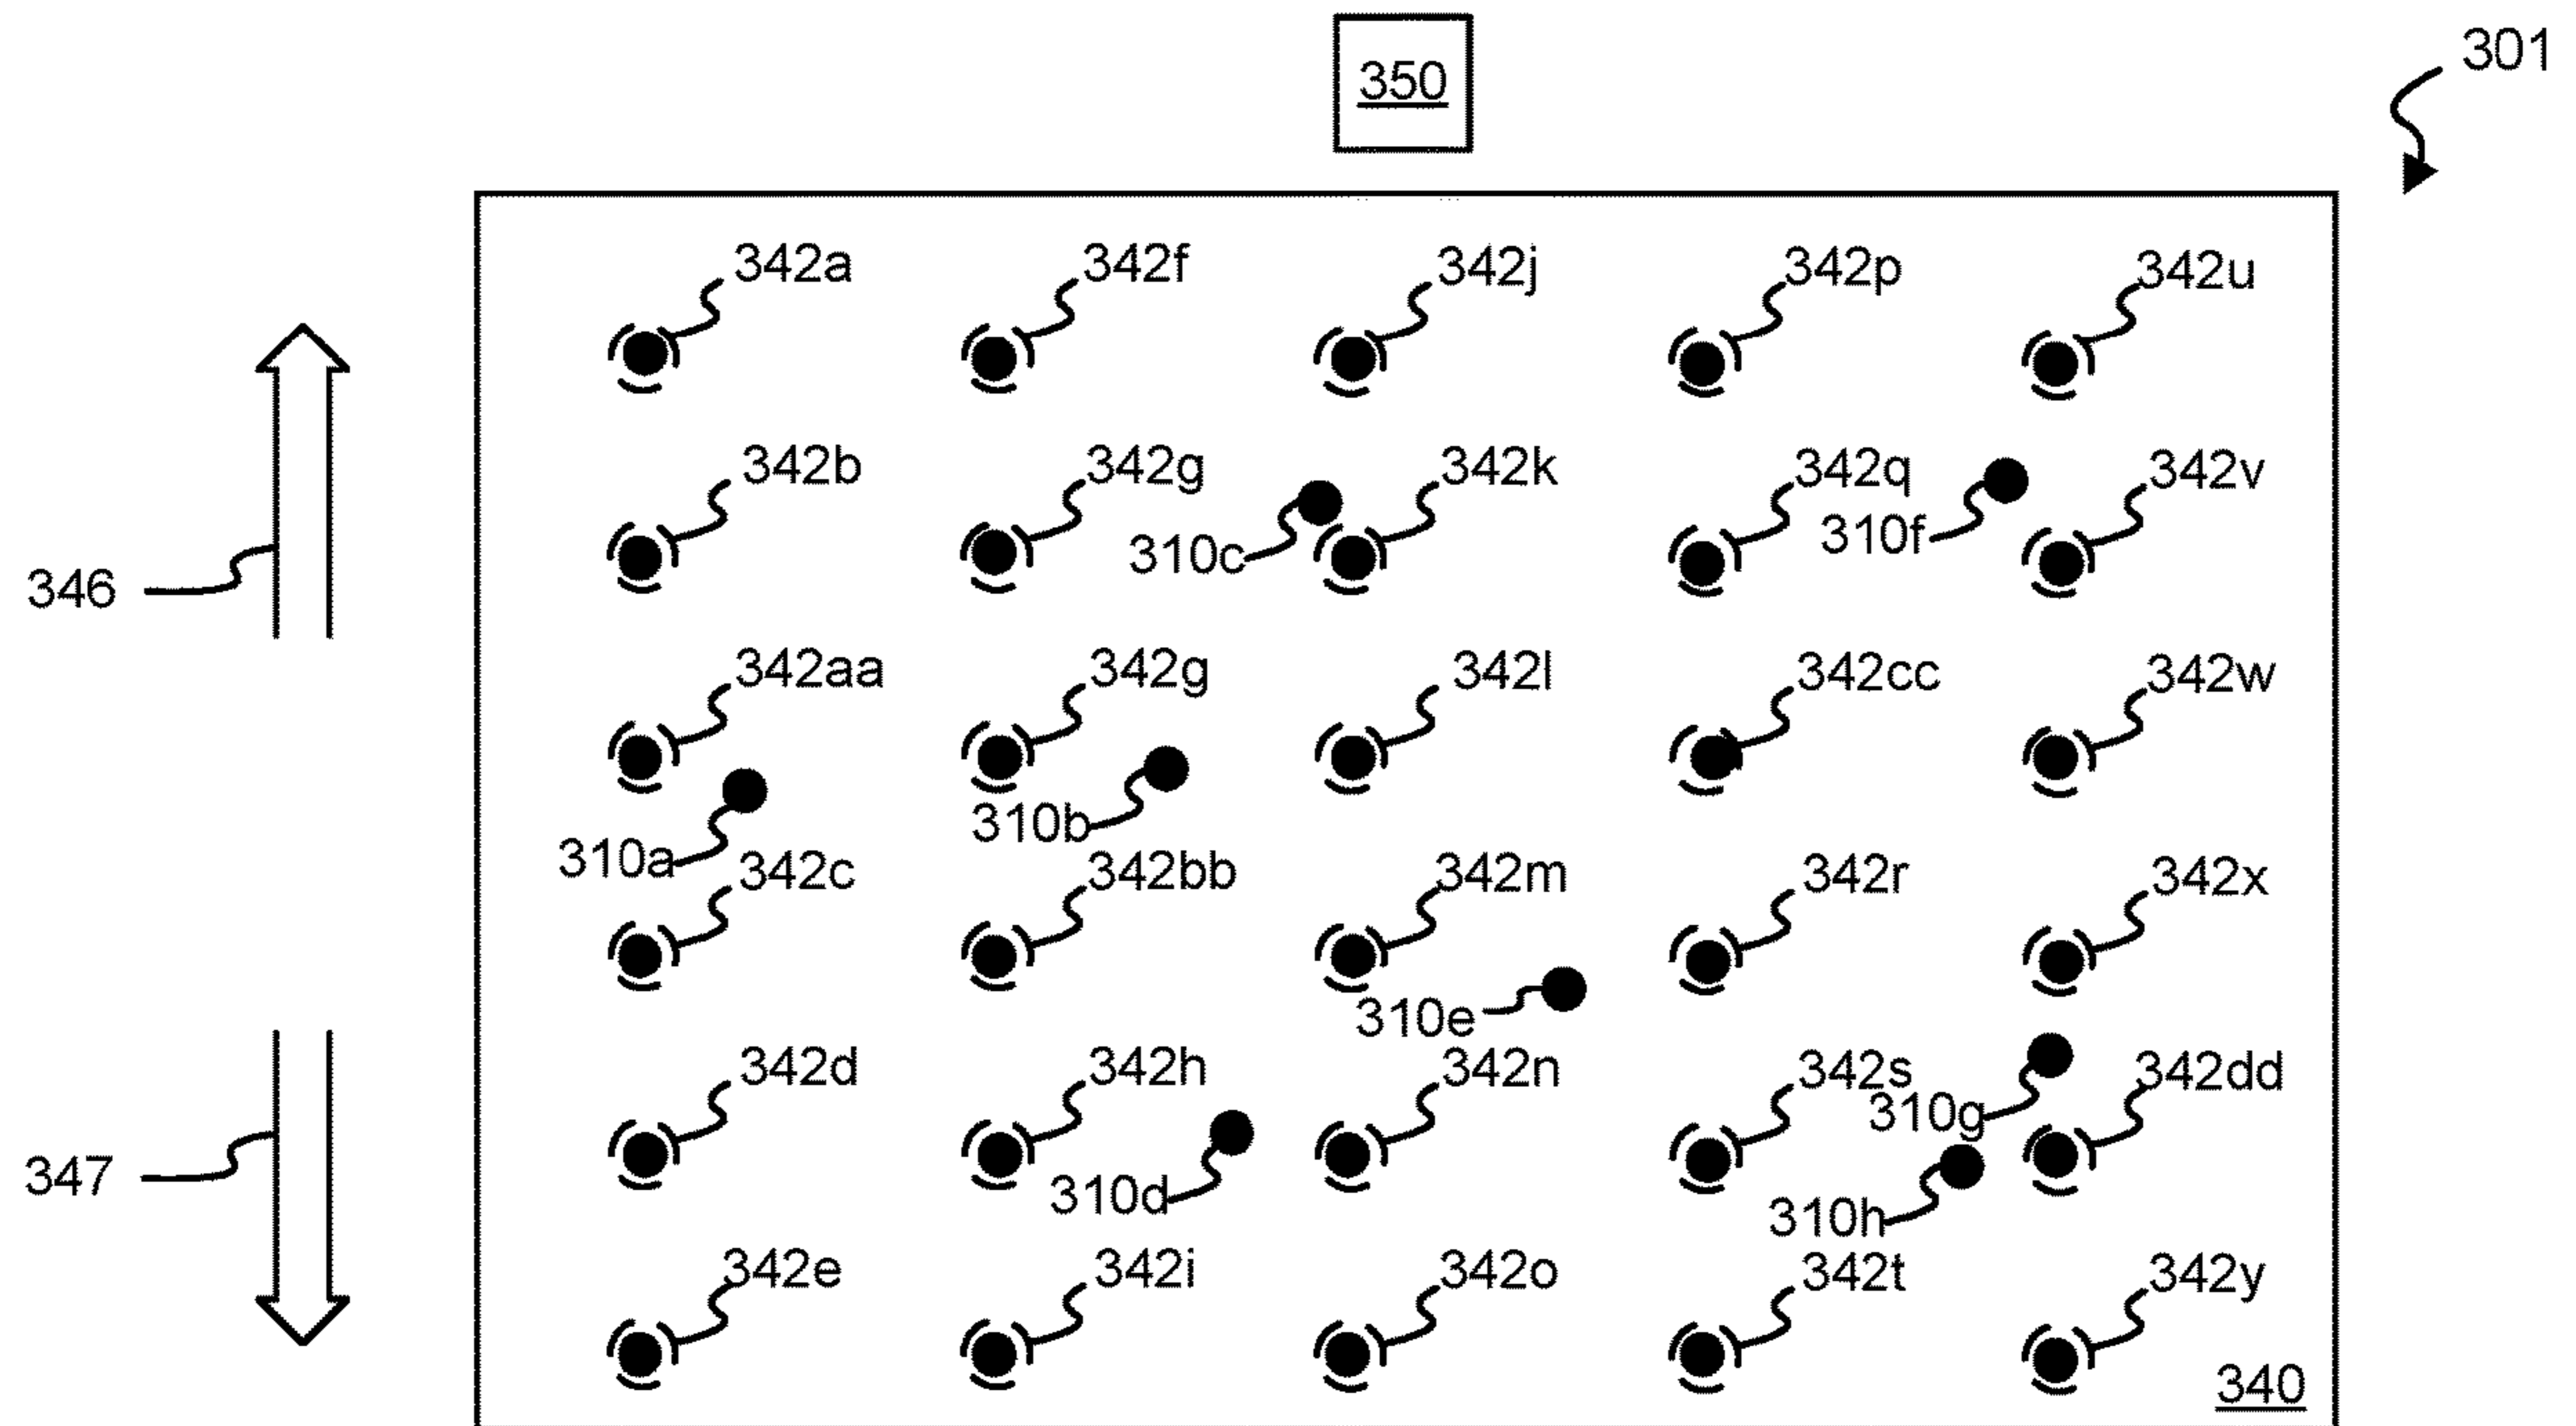 350
301
342a 342f 342j 342p 342u
342b 342g 342k 342q 342v
310c 310f
346
342aa 342g 342l 342cc 342w
310b
310a 342c 342bb 342m 342r 342x
310e
342d 342h 342n 342s 342dd
310g
347 310d 310h
342e 342i 342o 342t 342y
340